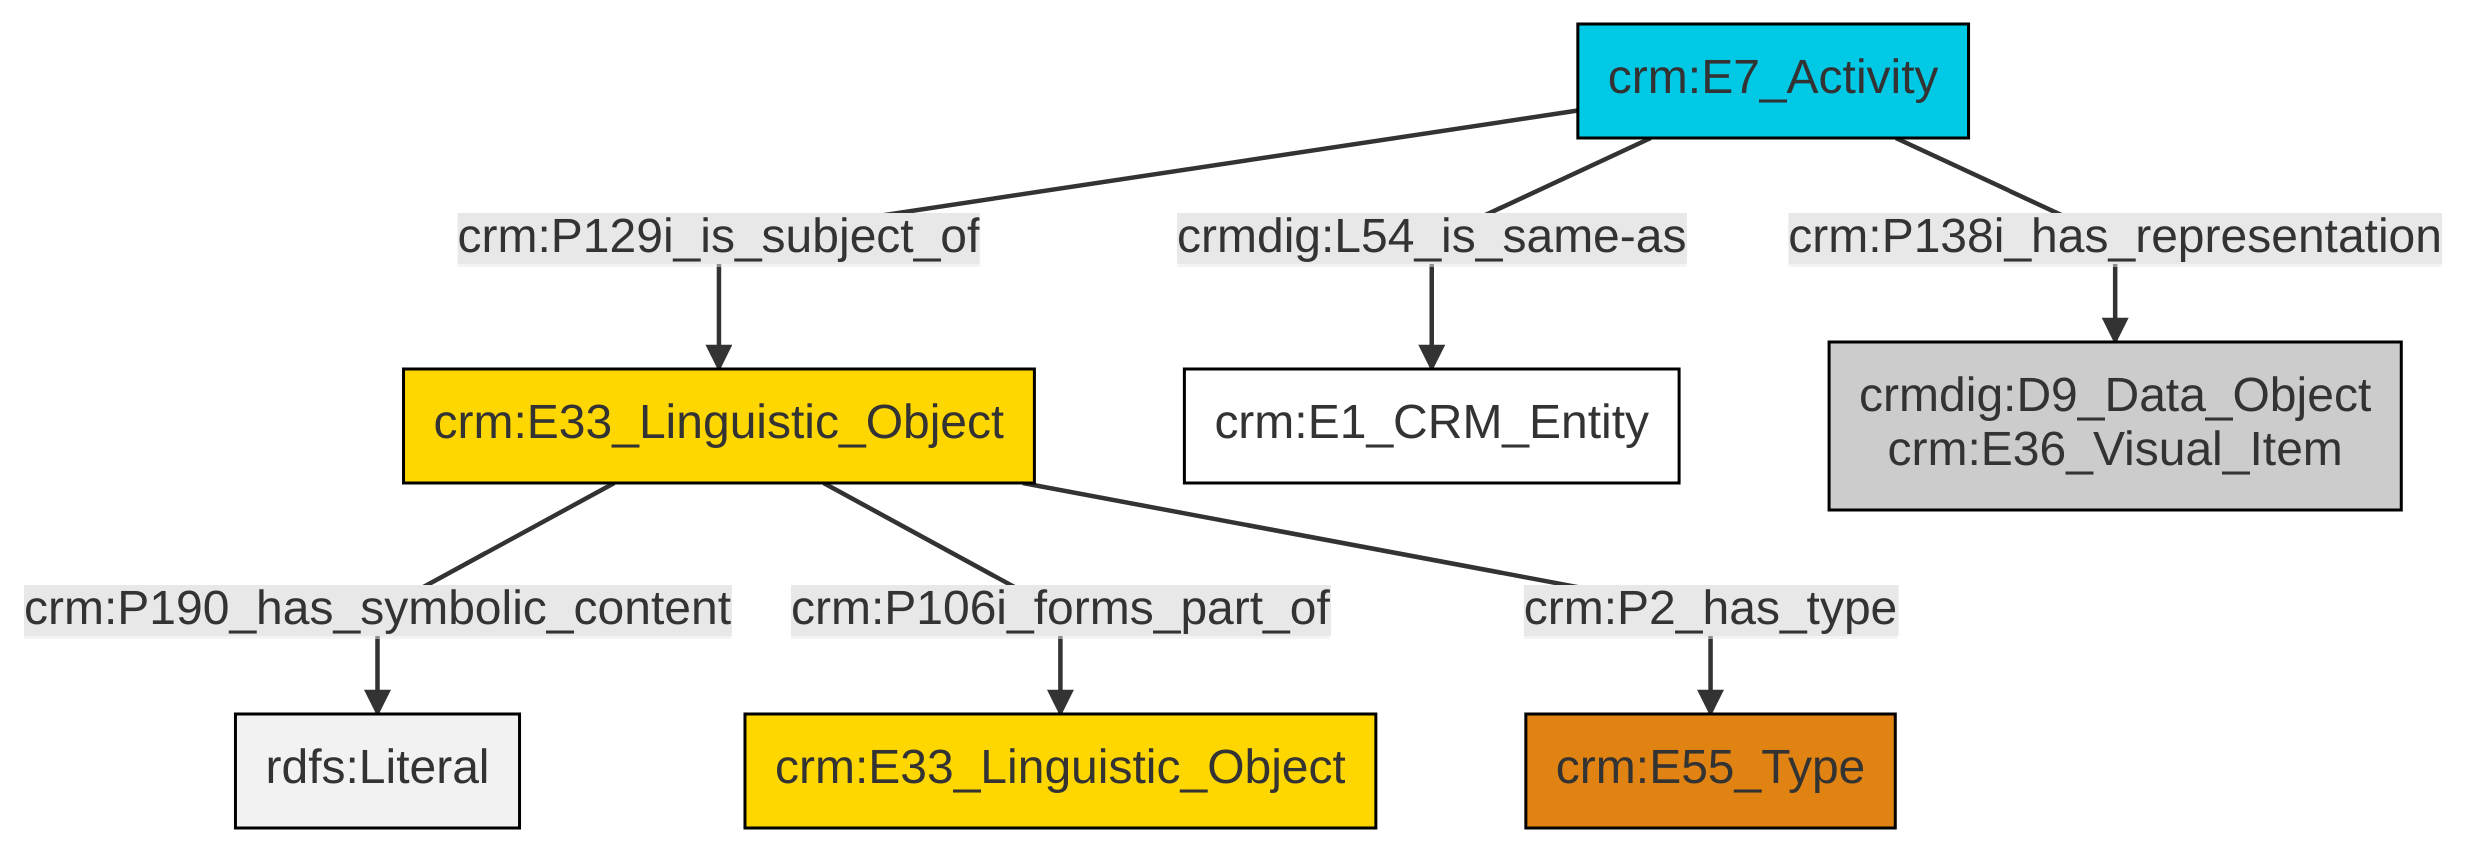 crm:E7_Activity
crm:P129i_is_subject_of
crmdig:L54_is_same-as
crm:P138i_has_representation
crm:E33_Linguistic_Object
crm:E1_CRM_Entity
crmdig:D9_Data_Object
crm:E36_Visual_Item
crm:P190_has_symbolic_content
crm:P106i_forms_part_of
crm:P2_has_type
rdfs:Literal
crm:E33_Linguistic_Object
crm:E55_Type